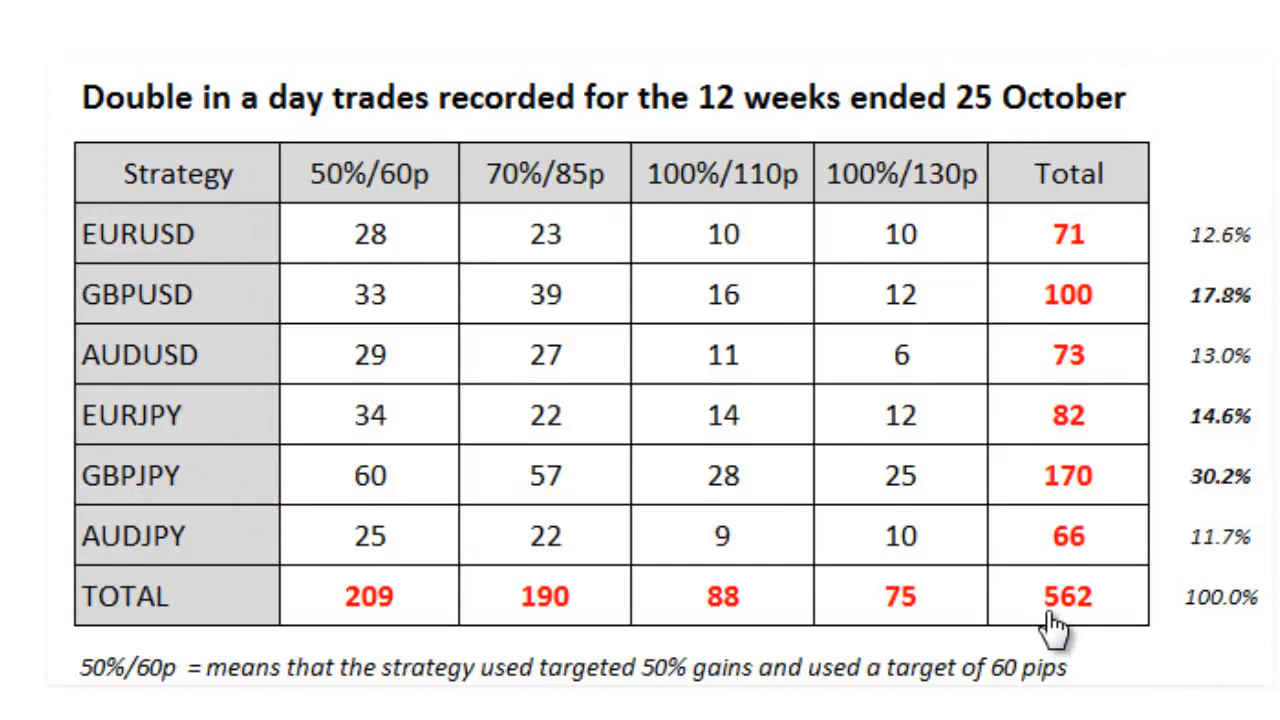 Double in a day trades recorded for the 12 weeks ended 25 October
Strategy 50%/60p 70%/85p 100%/110p 100%/130p Total
EURUSD 28 23 10 10 71 12.6%
GBPUSD 33 39 16 12 100 17.8%
AUDUSD 29 27 11 6 73 13.0%
EURJPY 34 22 14 12 82 14.6%
GBPJPY 60 57 28 25 170 30.2%
AUDJPY 25 22 9 10 66 11.7%
TOTAL 209 190 88 75 562 100.0%
50%/60p = means that the strategy used targeted 50% gains and used a target of 60 pips